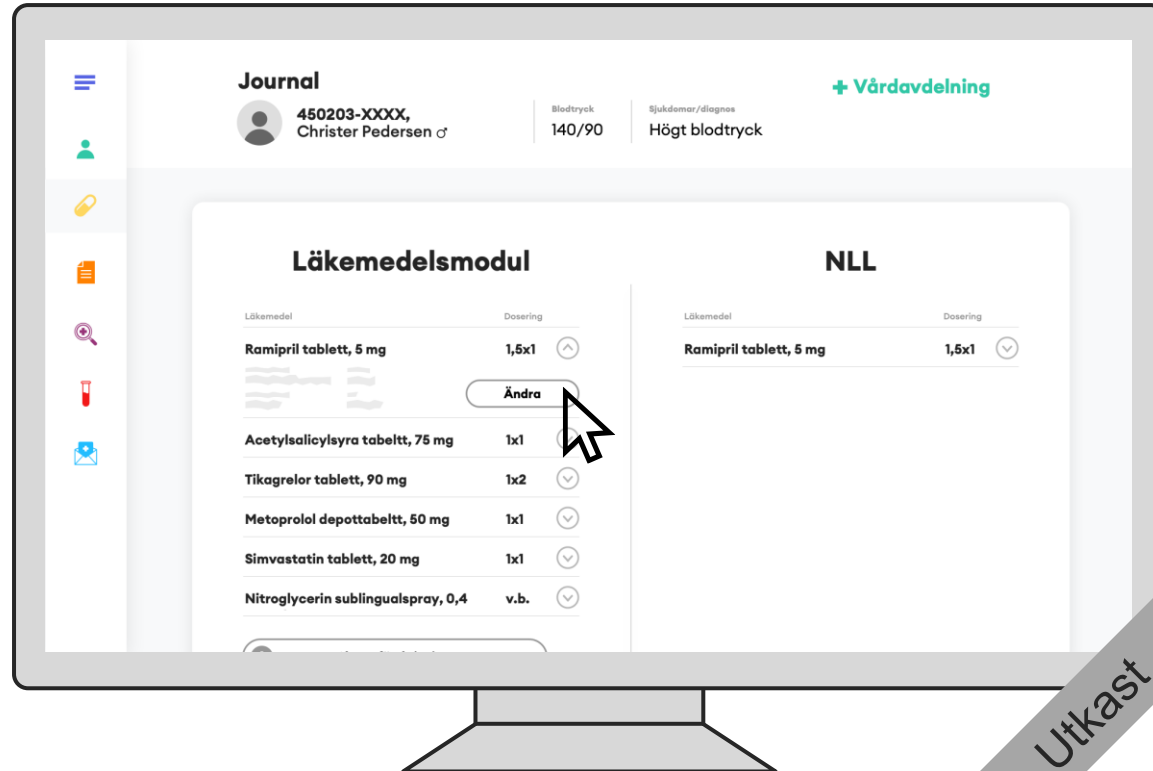 Journal
450203-XXXX,
Christer Pedersen ♂
Blodtryck
140/90
Sjukdomar/diagnos
Högt blodtryck
+ Vårdavdelning
Läkemedelsmodul
Läkemedel Dosering
Ramipril tablett, 5 mg 1,5x1
Ändra
Acetylsalicylsyra tabeltt, 75 mg 1x1
Tikagrelor tablett, 90 mg 1x2
Metoprolol depottabeltt, 50 mg 1x1
Simvastatin tablett, 20 mg 1x1
Nitroglycerin sublingualspray, 0,4 v.b.
NLL
Läkemedel Dosering
Ramipril tablett, 5 mg 1,5x1
Utkast